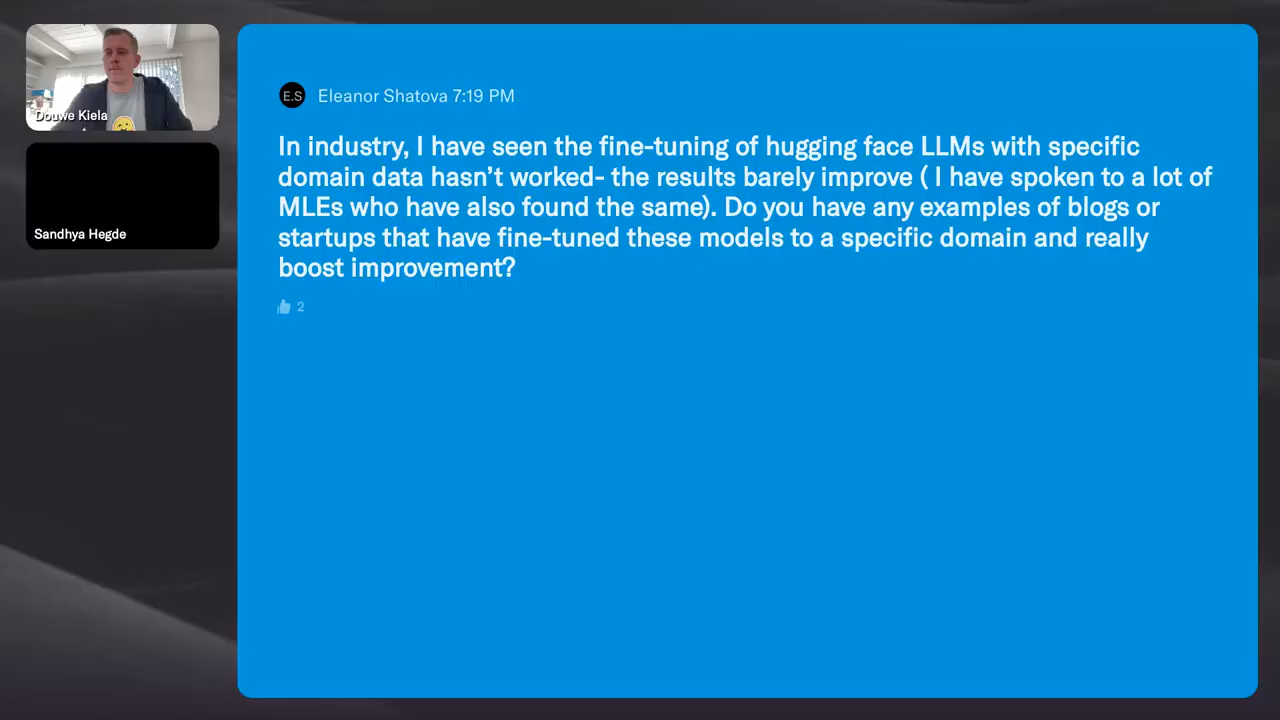 Douwe Kiela
Sandhya Hegde
E.S
Eleanor Shatova 7:19 PM
In industry, I have seen the fine-tuning of hugging face LLMs with specific
domain data hasn’t worked- the results barely improve ( I have spoken to a lot of
MLEs who have also found the same). Do you have any examples of blogs or
startups that have fine-tuned these models to a specific domain and really
boost improvement?
2